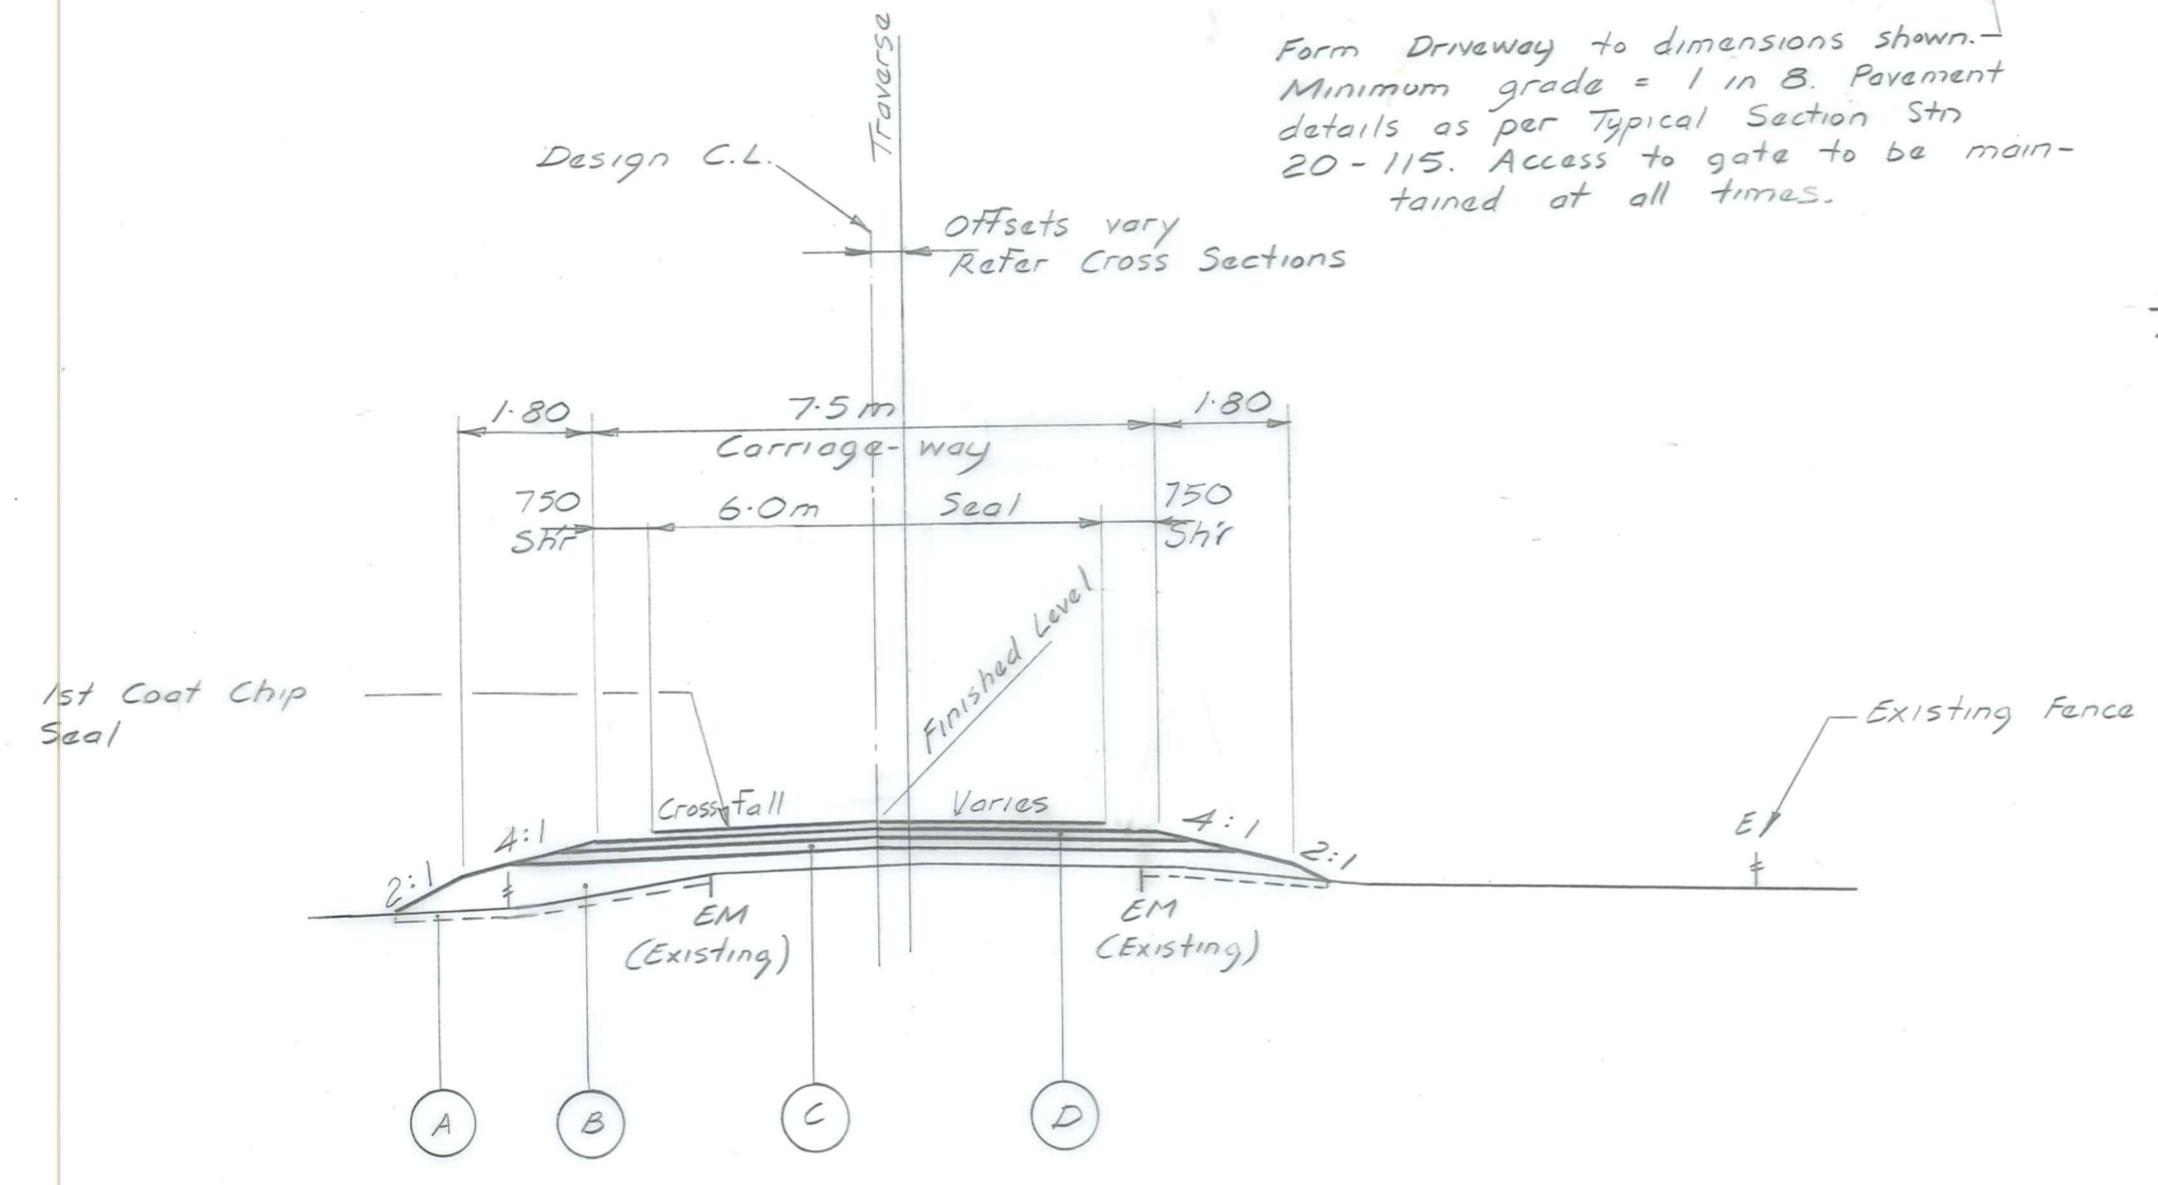 Traverse
Form Driveway to dimensions shown.
Minimum grade = 1 in 8. Pavement
details as per Typical Section Stn
20-115. Access to gate to be main-
tained at all times.
Design C.L.
Offsets vary
Refer Cross Sections
1.80
7.5m
1.80
Carriage-way
750
Sh'r
6.0m Seal
750
Sh'r
Finished Level
1st Coat Chip
Seal
Existing Fence
Crossfall Varies
4:1
4:1
E
2:1
2:1
EM
(Existing)
EM
(Existing)
A
B
C
D